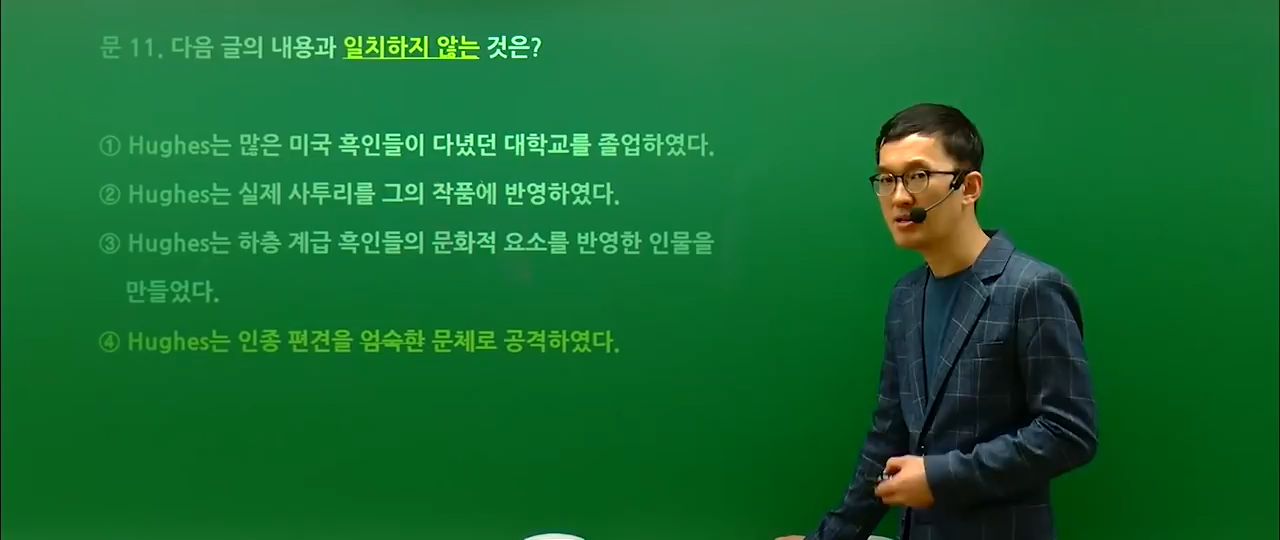 문 11. 다음 글의 내용과 일치하지 않는 것은?
① Hughes는 많은 미국 흑인들이 다녔던 대학교를 졸업하였다.
② Hughes는 실제 사투리를 그의 작품에 반영하였다.
③ Hughes는 하층 계급 흑인들의 문화적 요소를 반영한 인물을
만들었다.
④ Hughes는 인종 편견을 엄숙한 문체로 공격하였다.